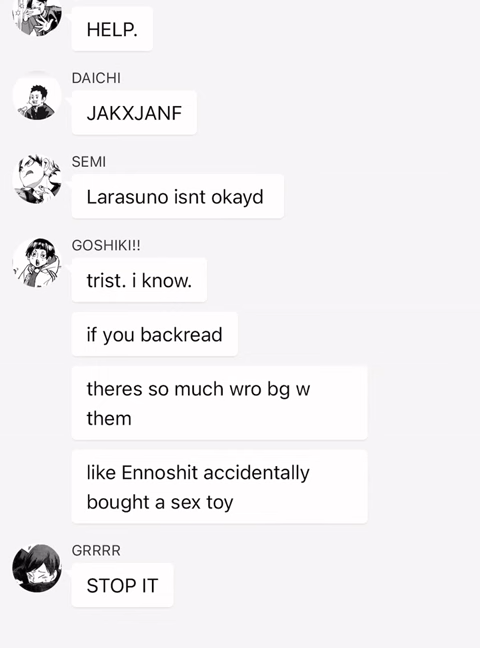 HELP.
DAICHI
JAKXJANF
SEMI
Larasuno isnt okayd
GOSHIKI!!
trist. i know.
if you backread
theres so much wro bg w
them
like Ennoshit accidentally
bought a sex toy
GRRRR
STOP IT